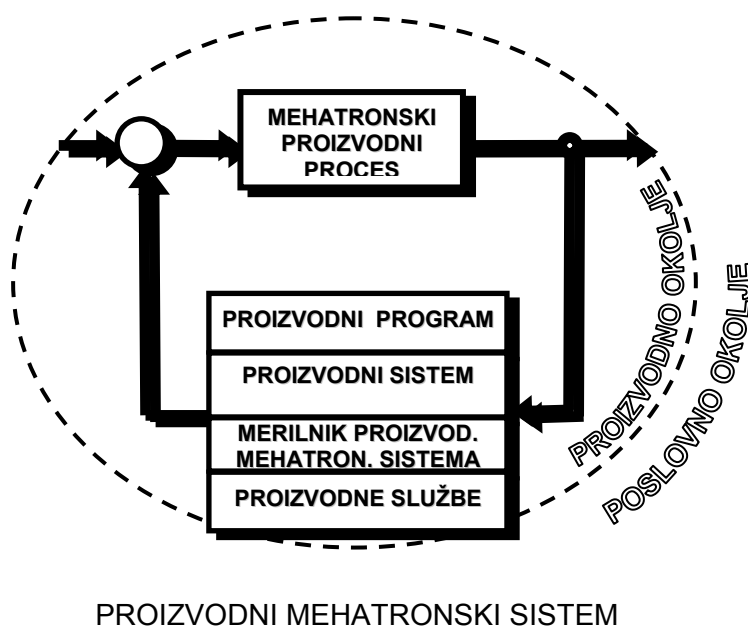 MEHATRONSKI
PROIZVODNI
PROCES
PROIZVODNI PROGRAM
PROIZVODNI SISTEM
MERILNIK PROIZVOD.
MEHATRON. SISTEMA
PROIZVODNE SLUŽBE
PROIZVODNO OKOLJE
POSLOVNO OKOLJE
PROIZVODNI MEHATRONSKI SISTEM